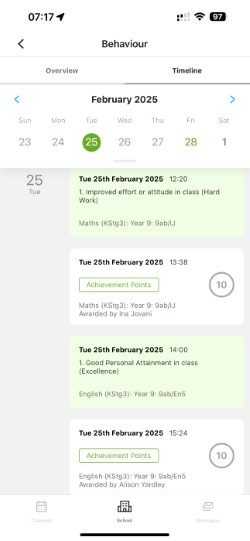 07:17
97
Behaviour
Overview
Timeline
February 2025
Sun Mon Tue Wed Thu Fri Sat
23 24 25 26 27 28 1
25
Tue
Tue 25th February 2025 12:20
1. Improved effort or attitude in class (Hard
Work)
Maths (KStg3): Year 9: 9ab/IJ
Tue 25th February 2025 13:38
Achievement Points
10
Maths (KStg3): Year 9: 9ab/IJ
Awarded by Ina Jovani
Tue 25th February 2025 14:00
1. Good Personal Attainment in class
(Excellence)
English (KStg3): Year 9: 9ab/En5
Tue 25th February 2025 15:24
Achievement Points
10
English (KStg3): Year 9: 9ab/En5
Awarded by Alison Yardley
Calendar
School
Messages